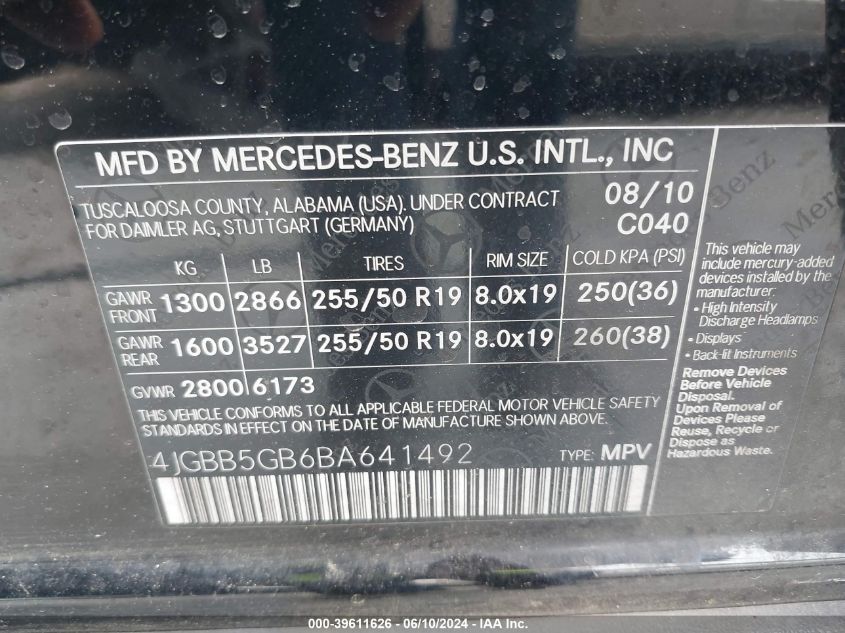 MFD BY MERCEDES-BENZ U.S. INTL., INC
TUSCALOOSA COUNTY, ALABAMA (USA). UNDER CONTRACT
FOR DAIMLER AG, STUTTGART (GERMANY)
08/10
C040
KG LB TIRES RIM SIZE COLD KPA (PSI)
GAWR FRONT 1300 2866 255/50 R19 8.0x19 250(36)
GAWR REAR 1600 3527 255/50 R19 8.0x19 260(38)
GVWR 2800 6173
THIS VEHICLE CONFORMS TO ALL APPLICABLE FEDERAL MOTOR VEHICLE SAFETY
STANDARDS IN EFFECT ON THE DATE OF MANUFACTURE SHOWN ABOVE.
4JGBB5GB6BA641492 TYPE: MPV
This vehicle may
include mercury-added
devices installed by the
manufacturer:
• High Intensity
Discharge Headlamps
• Displays
• Back-lit Instruments
Remove Devices
Before Vehicle
Disposal.
Upon Removal of
Devices Please
Reuse, Recycle or
Dispose as
Hazardous Waste.
000-39611626 - 06/10/2024 - IAA Inc.